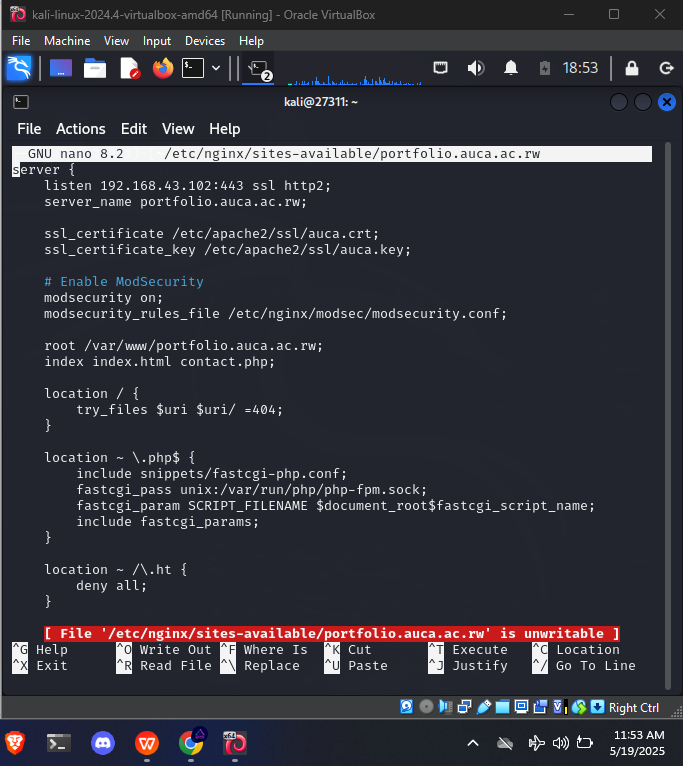 kali-linux-2024.4-virtualbox-amd64 [Running] - Oracle VirtualBox
File Machine View Input Devices Help
2
18:53
kali@27311: ~
File Actions Edit View Help
GNU nano 8.2 /etc/nginx/sites-available/portfolio.auca.ac.rw
server {
listen 192.168.43.102:443 ssl http2;
server_name portfolio.auca.ac.rw;
ssl_certificate /etc/apache2/ssl/auca.crt;
ssl_certificate_key /etc/apache2/ssl/auca.key;
# Enable ModSecurity
modsecurity on;
modsecurity_rules_file /etc/nginx/modsec/modsecurity.conf;
root /var/www/portfolio.auca.ac.rw;
index index.html contact.php;
location / {
try_files $uri $uri/ =404;
}
location ~ \.php$ {
include snippets/fastcgi-php.conf;
fastcgi_pass unix:/var/run/php/php-fpm.sock;
fastcgi_param SCRIPT_FILENAME $document_root$fastcgi_script_name;
include fastcgi_params;
}
location ~ /\.ht {
deny all;
}
[ File '/etc/nginx/sites-available/portfolio.auca.ac.rw' is unwritable ]
^G Help ^O Write Out ^F Where Is ^K Cut ^T Execute ^C Location
^X Exit ^R Read File ^\ Replace ^U Paste ^J Justify ^/ Go To Line
Right Ctrl
11:53 AM
5/19/2025